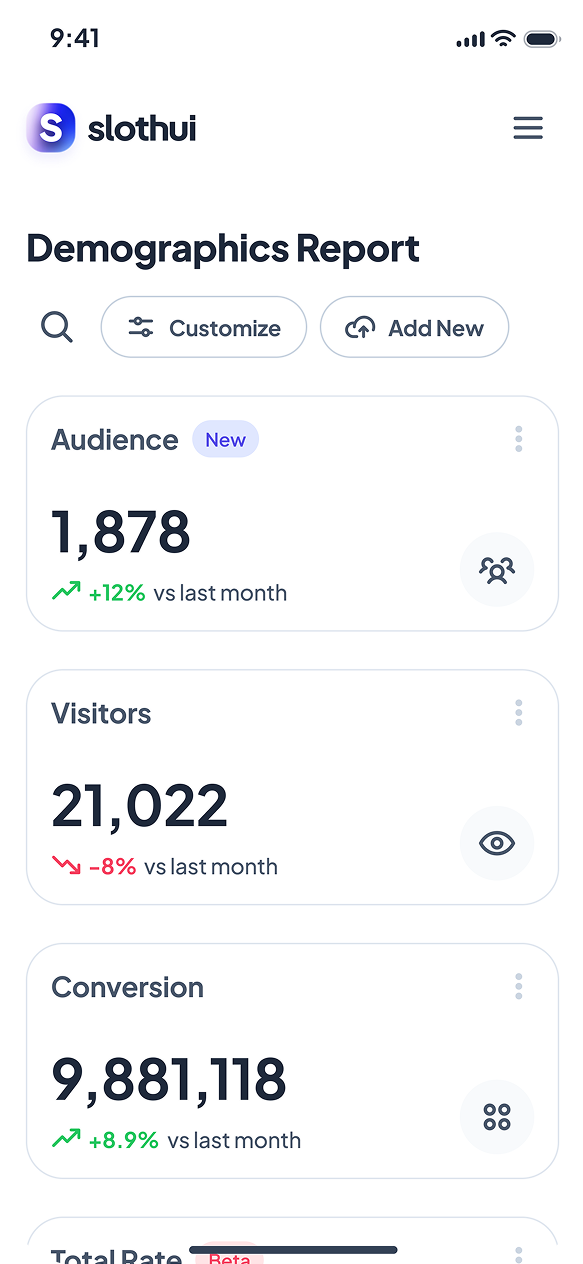 9:41
S slothui
Demographics Report
Customize Add New
Audience New
1,878
+12% vs last month
Visitors
21,022
-8% vs last month
Conversion
9,881,118
+8.9% vs last month
Total Rate Beta